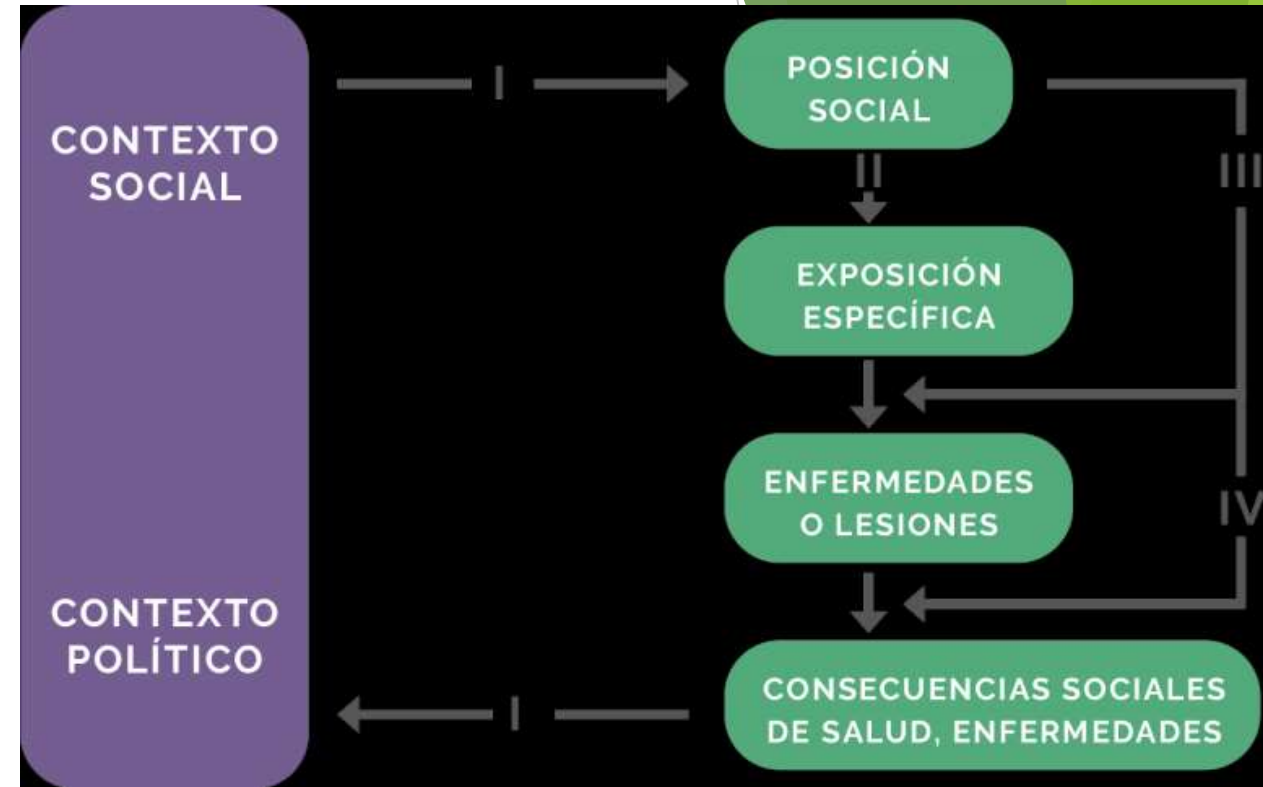 CONTEXTO
SOCIAL
I
POSICIÓN
SOCIAL
II
III
EXPOSICIÓN
ESPECÍFICA
ENFERMEDADES
O LESIONES
IV
CONTEXTO
POLÍTICO
I
CONSECUENCIAS SOCIALES
DE SALUD, ENFERMEDADES